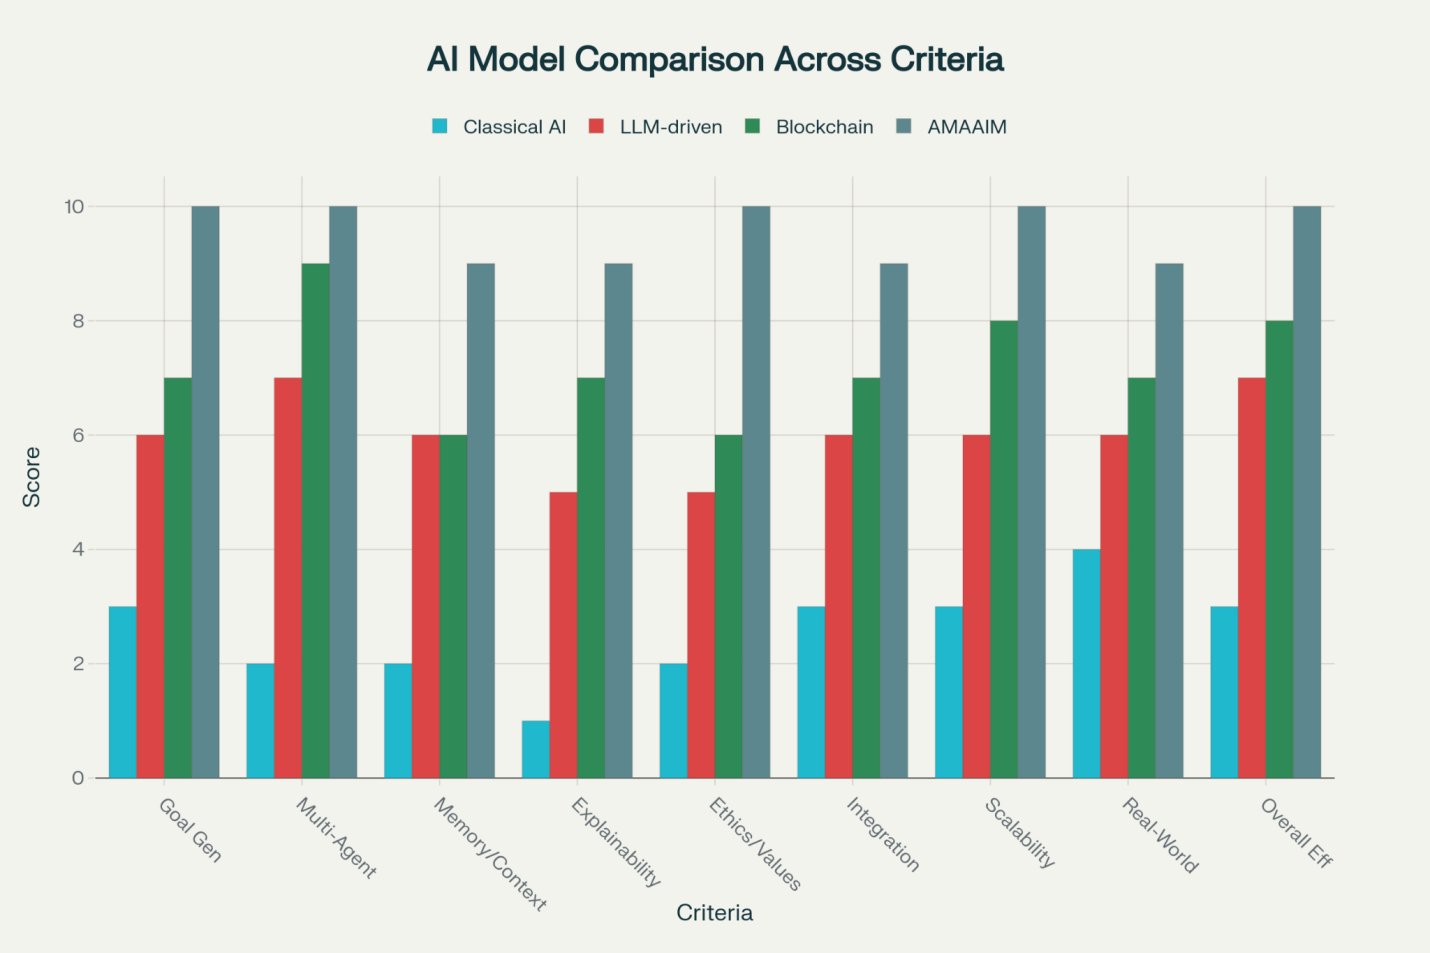 AI Model Comparison Across Criteria
Classical AI LLM-driven Blockchain AMAAIM
10
8
6
4
2
0
Score
Goal Gen
Multi-Agent
Memory/Context
Explainability
Ethics/Values
Integration
Scalability
Real-World
Overall Eff
Criteria